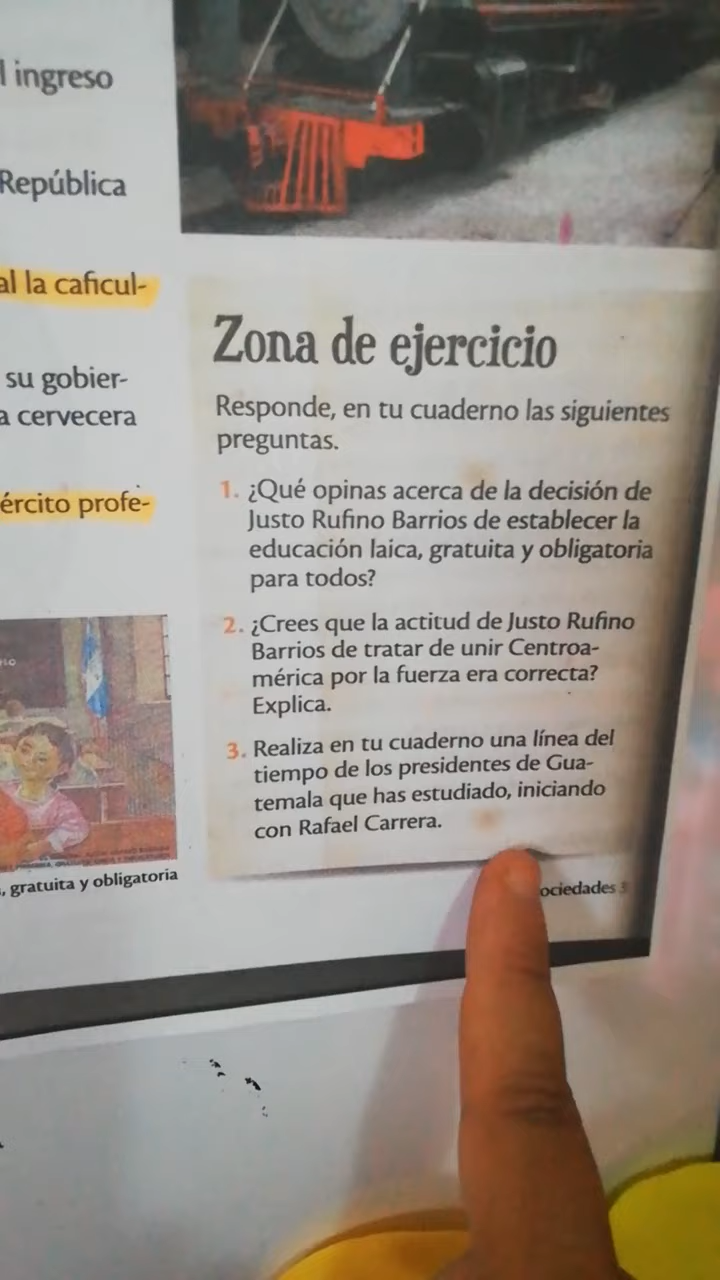 l ingreso
República
al la caficul-
su gobier-
a cervecera
ército profe-
, gratuita y obligatoria
Zona de ejercicio
Responde, en tu cuaderno las siguientes
preguntas.
1. ¿Qué opinas acerca de la decisión de
Justo Rufino Barrios de establecer la
educación laica, gratuita y obligatoria
para todos?
2. ¿Crees que la actitud de Justo Rufino
Barrios de tratar de unir Centroa-
mérica por la fuerza era correcta?
Explica.
3. Realiza en tu cuaderno una línea del
tiempo de los presidentes de Gua-
temala que has estudiado, iniciando
con Rafael Carrera.
ociedades 3